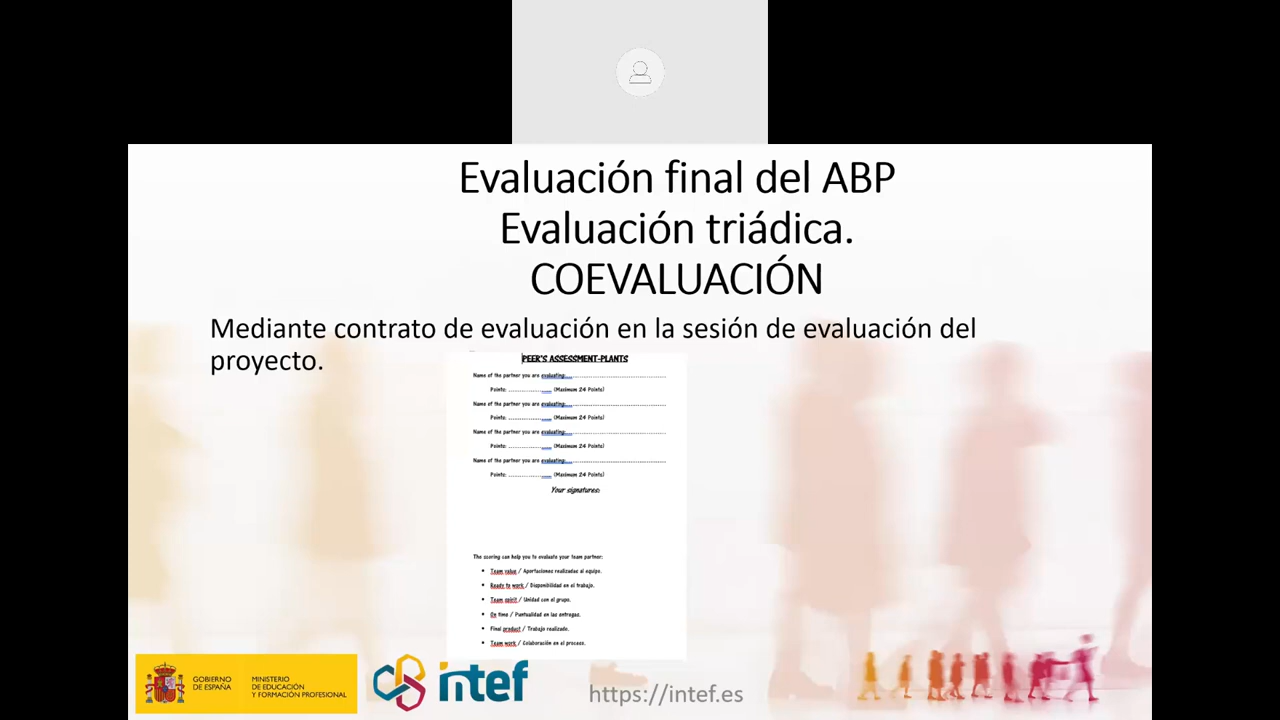 Evaluación final del ABP
Evaluación triádica.
COEVALUACIÓN
Mediante contrato de evaluación en la sesión de evaluación del
proyecto.
PEER'S ASSESSMENT-PLANTS
Name of the partner you are evaluating:..........................................
Points: ........................ (Maximum 24 Points)
Name of the partner you are evaluating:..........................................
Points: ........................ (Maximum 24 Points)
Name of the partner you are evaluating:..........................................
Points: ........................ (Maximum 24 Points)
Name of the partner you are evaluating:..........................................
Points: ........................ (Maximum 24 Points)
Your signatures:
The scoring can help you to evaluate your team partner:
• Team value / Aportaciones realizadas al equipo.
• Ready to work / Disponibilidad en el trabajo.
• Team spirit / Unidad con el grupo.
• On time / Puntualidad en las entregas.
• Final product / Trabajo realizado.
• Team work / Colaboración en el proceso.
GOBIERNO
DE ESPAÑA
MINISTERIO
DE EDUCACIÓN
Y FORMACIÓN PROFESIONAL
intef
https://intef.es